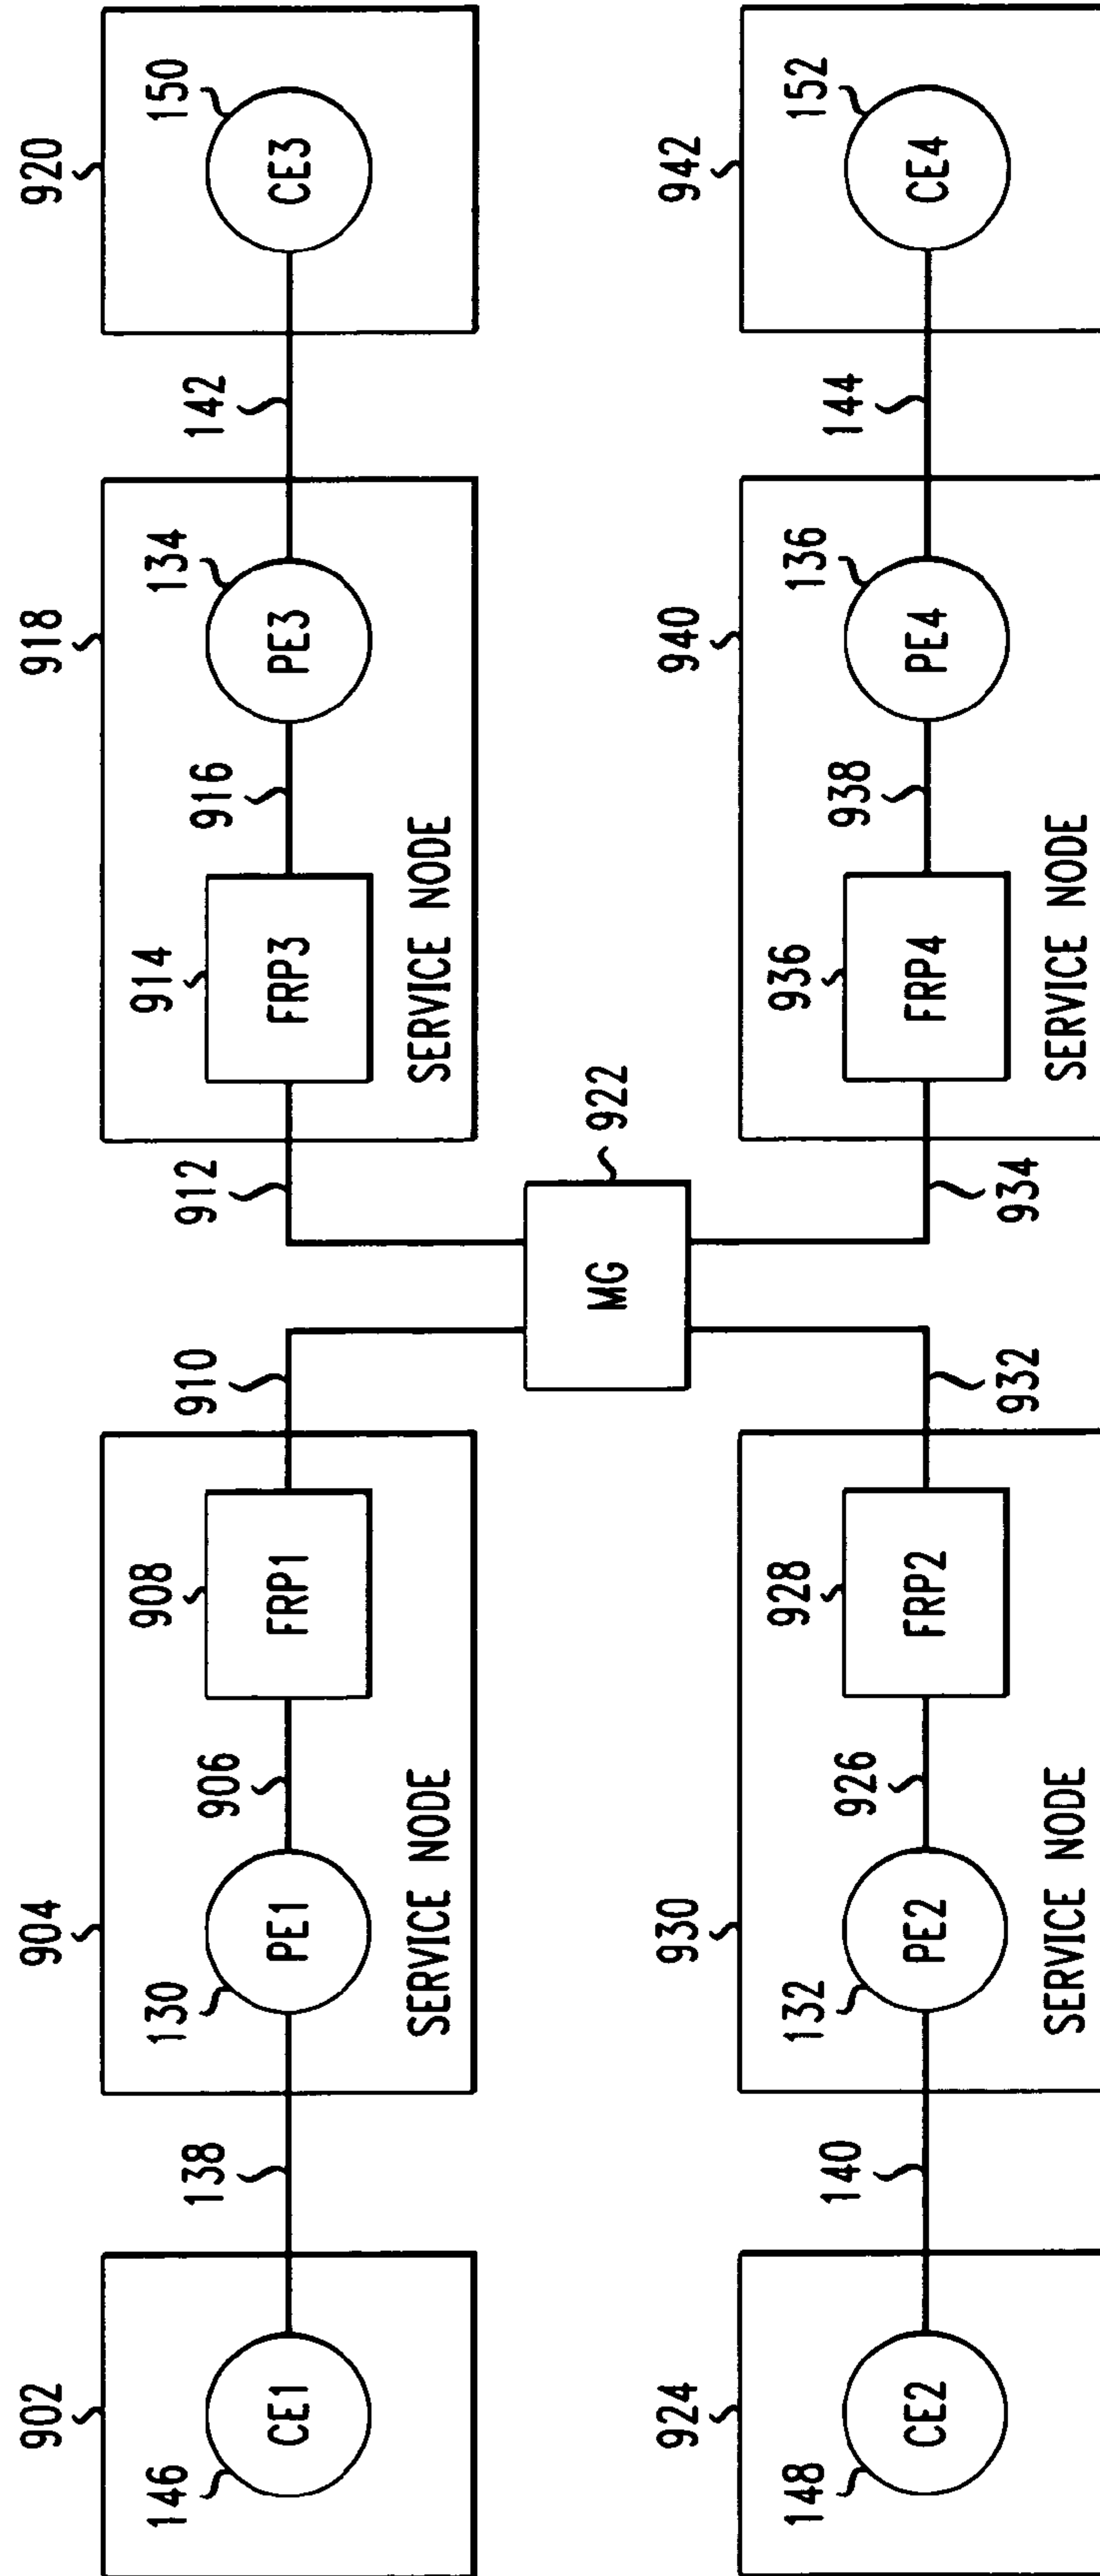 902
904
918
920
146
CE1
138
130
PE1
906
908
FRP1
910
912
914
FRP3
916
134
PE3
142
150
CE3
SERVICE NODE
SERVICE NODE
MG
922
924
930
940
942
148
CE2
140
132
PE2
926
928
FRP2
932
934
936
FRP4
938
136
PE4
144
152
CE4
SERVICE NODE
SERVICE NODE